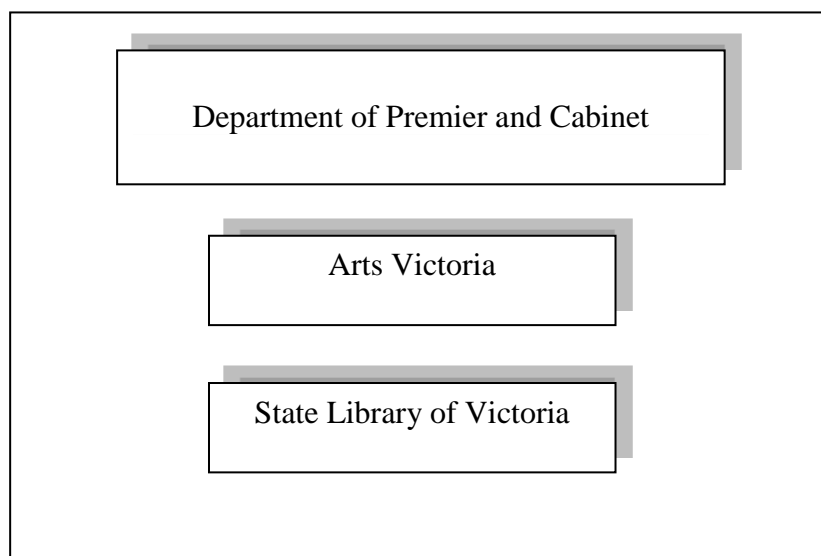 Department of Premier and Cabinet
Arts Victoria
State Library of Victoria